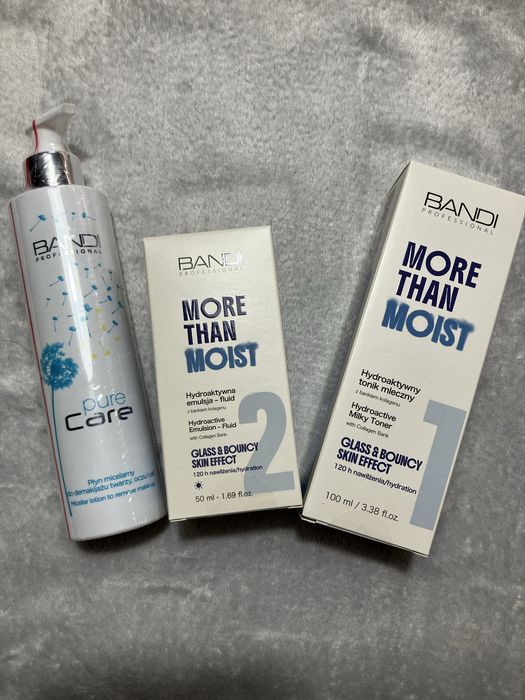 BANDI
PROFESSIONAL
pure
Care
Płyn micelarny
do demakijażu twarzy, oczu i ust
Micellar lotion to remove make-up
BANDI
PROFESSIONAL
MORE
THAN
MOIST
Hydroaktywna
emulsja – fluid
z bankiem kolagenu
Hydroactive
Emulsion – Fluid
with Collagen Bank
2
GLASS & BOUNCY
SKIN EFFECT
120 h nawilżenia/hydration
50 ml - 1.69 fl.oz.
BANDI
PROFESSIONAL
MORE
THAN
MOIST
Hydroaktywny
tonik mleczny
z bankiem kolagenu
Hydroactive
Milky Toner
with Collagen Bank
1
GLASS & BOUNCY
SKIN EFFECT
120 h nawilżenia/hydration
100 ml / 3.38 fl.oz.